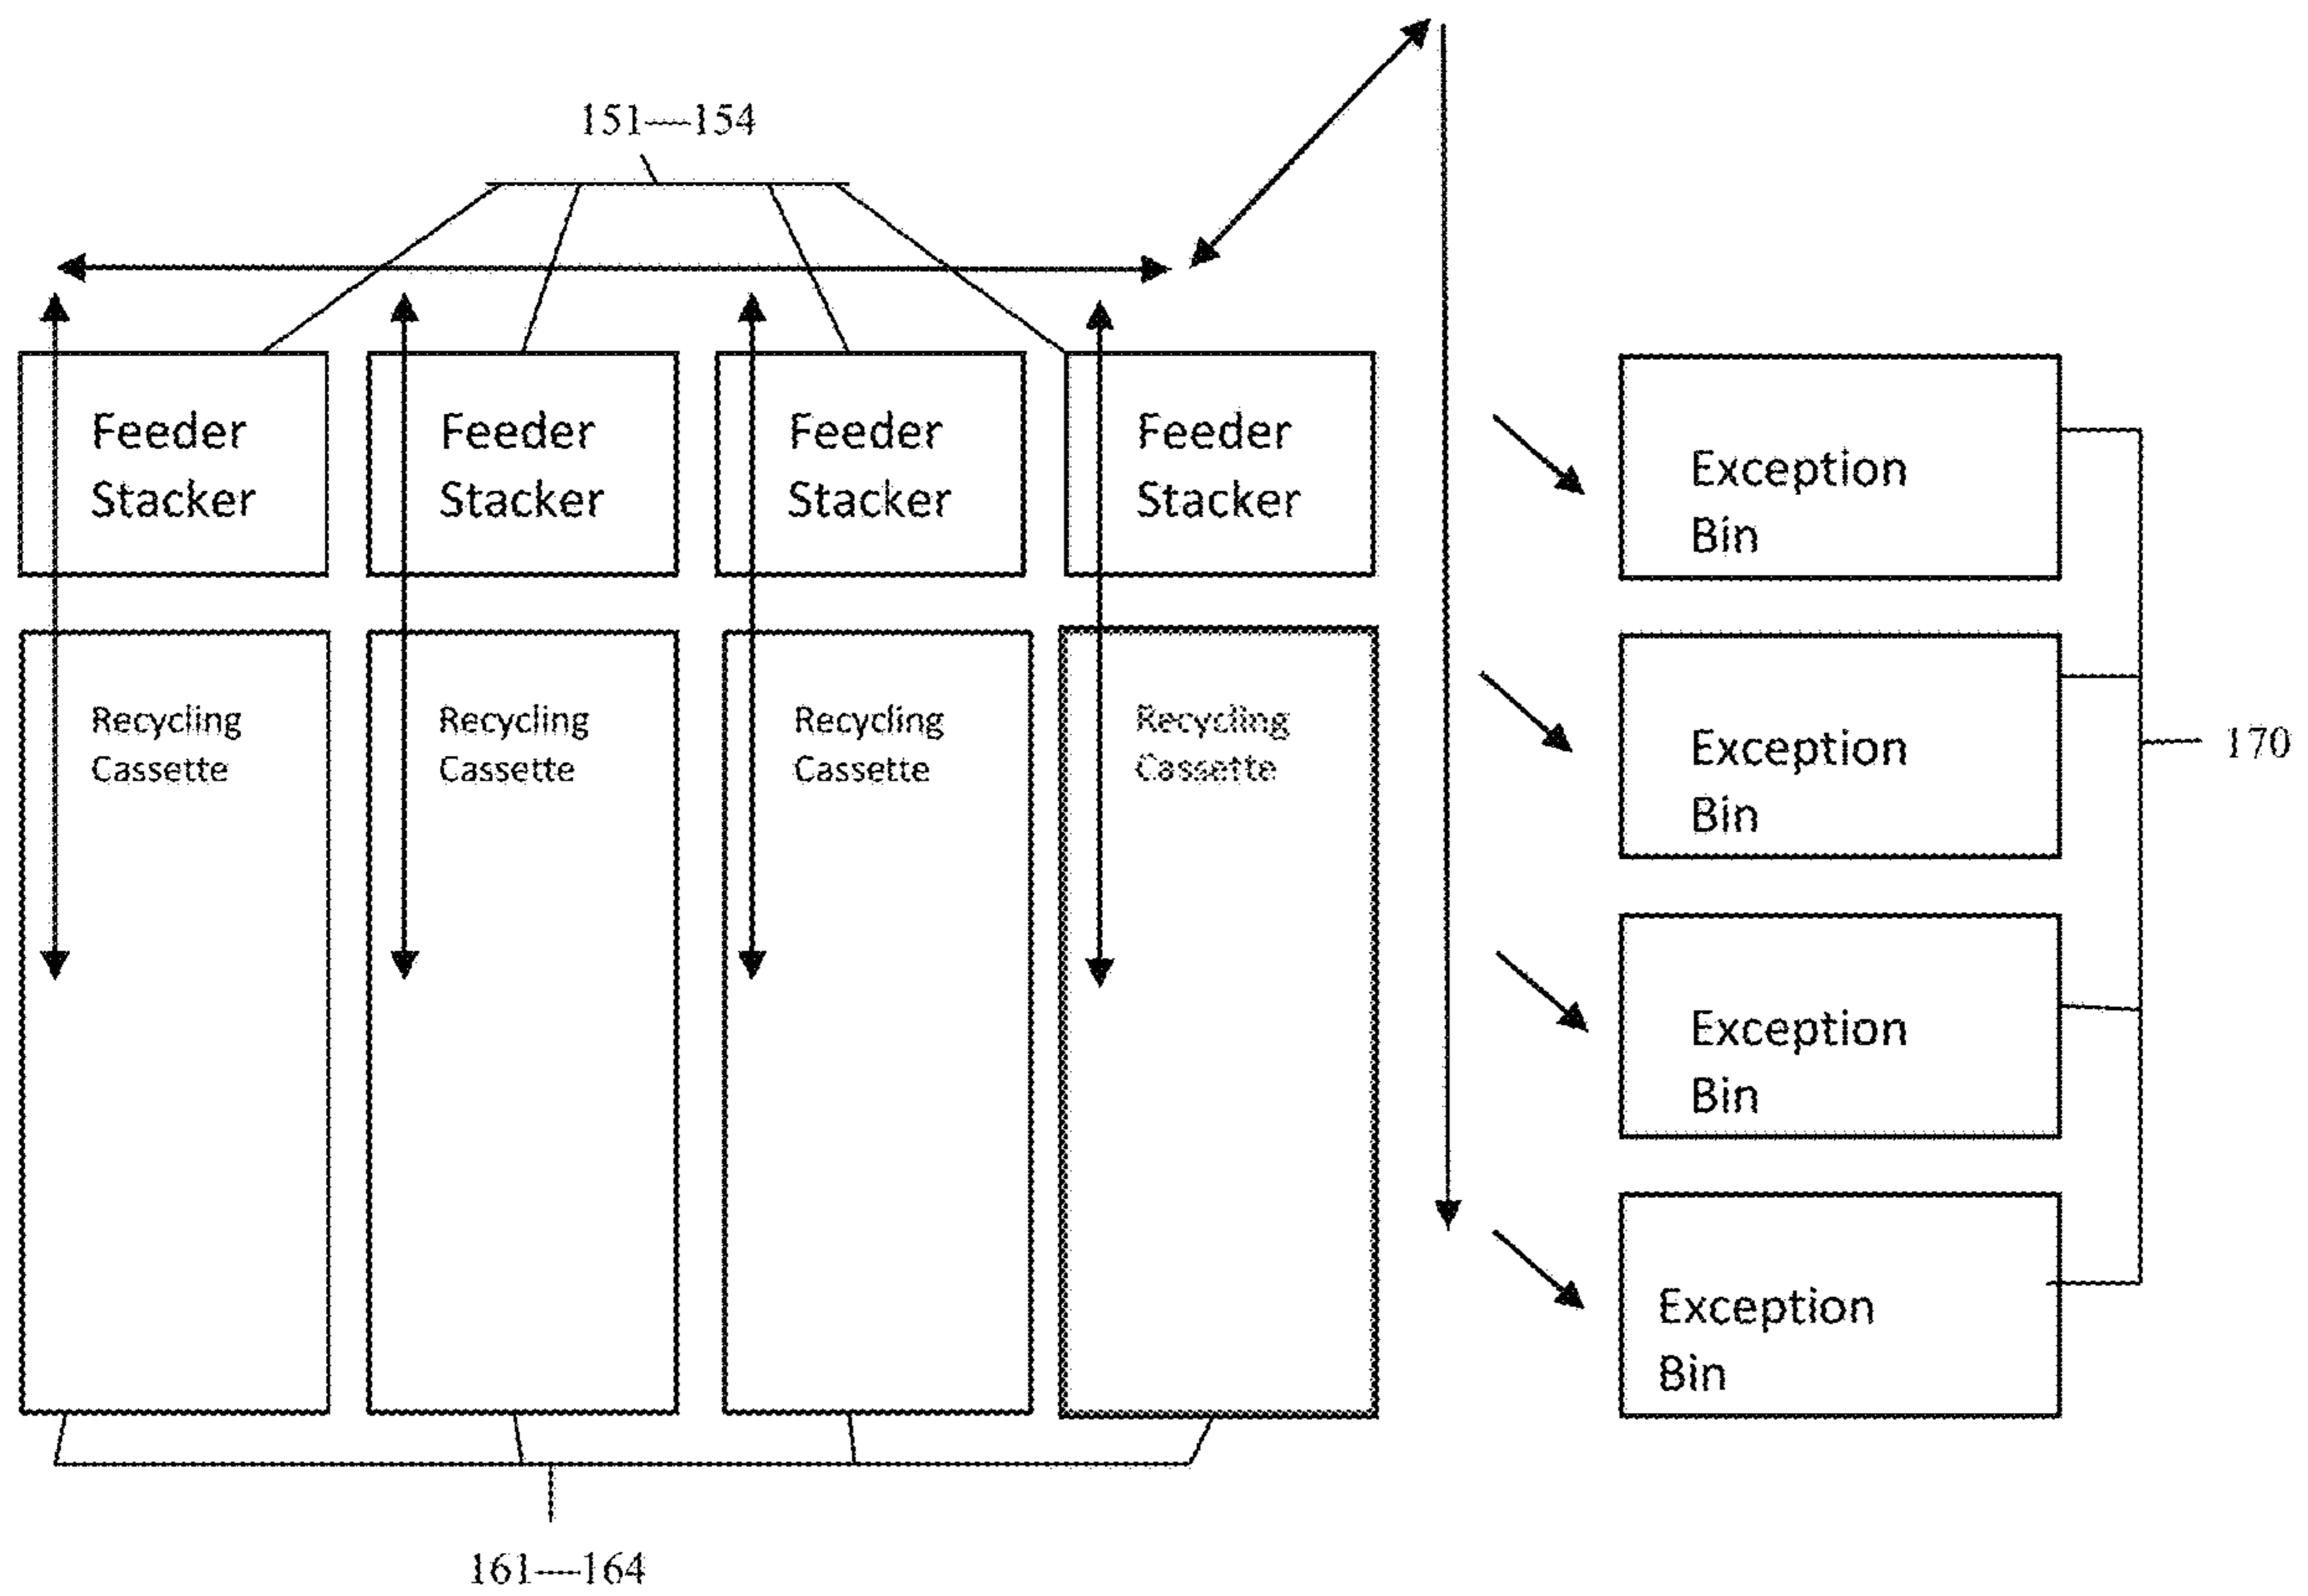 151----154
Feeder
Stacker
Feeder
Stacker
Feeder
Stacker
Feeder
Stacker
Recycling
Cassette
Recycling
Cassette
Recycling
Cassette
Recycling
Cassette
161----164
Exception
Bin
Exception
Bin
Exception
Bin
Exception
Bin
170